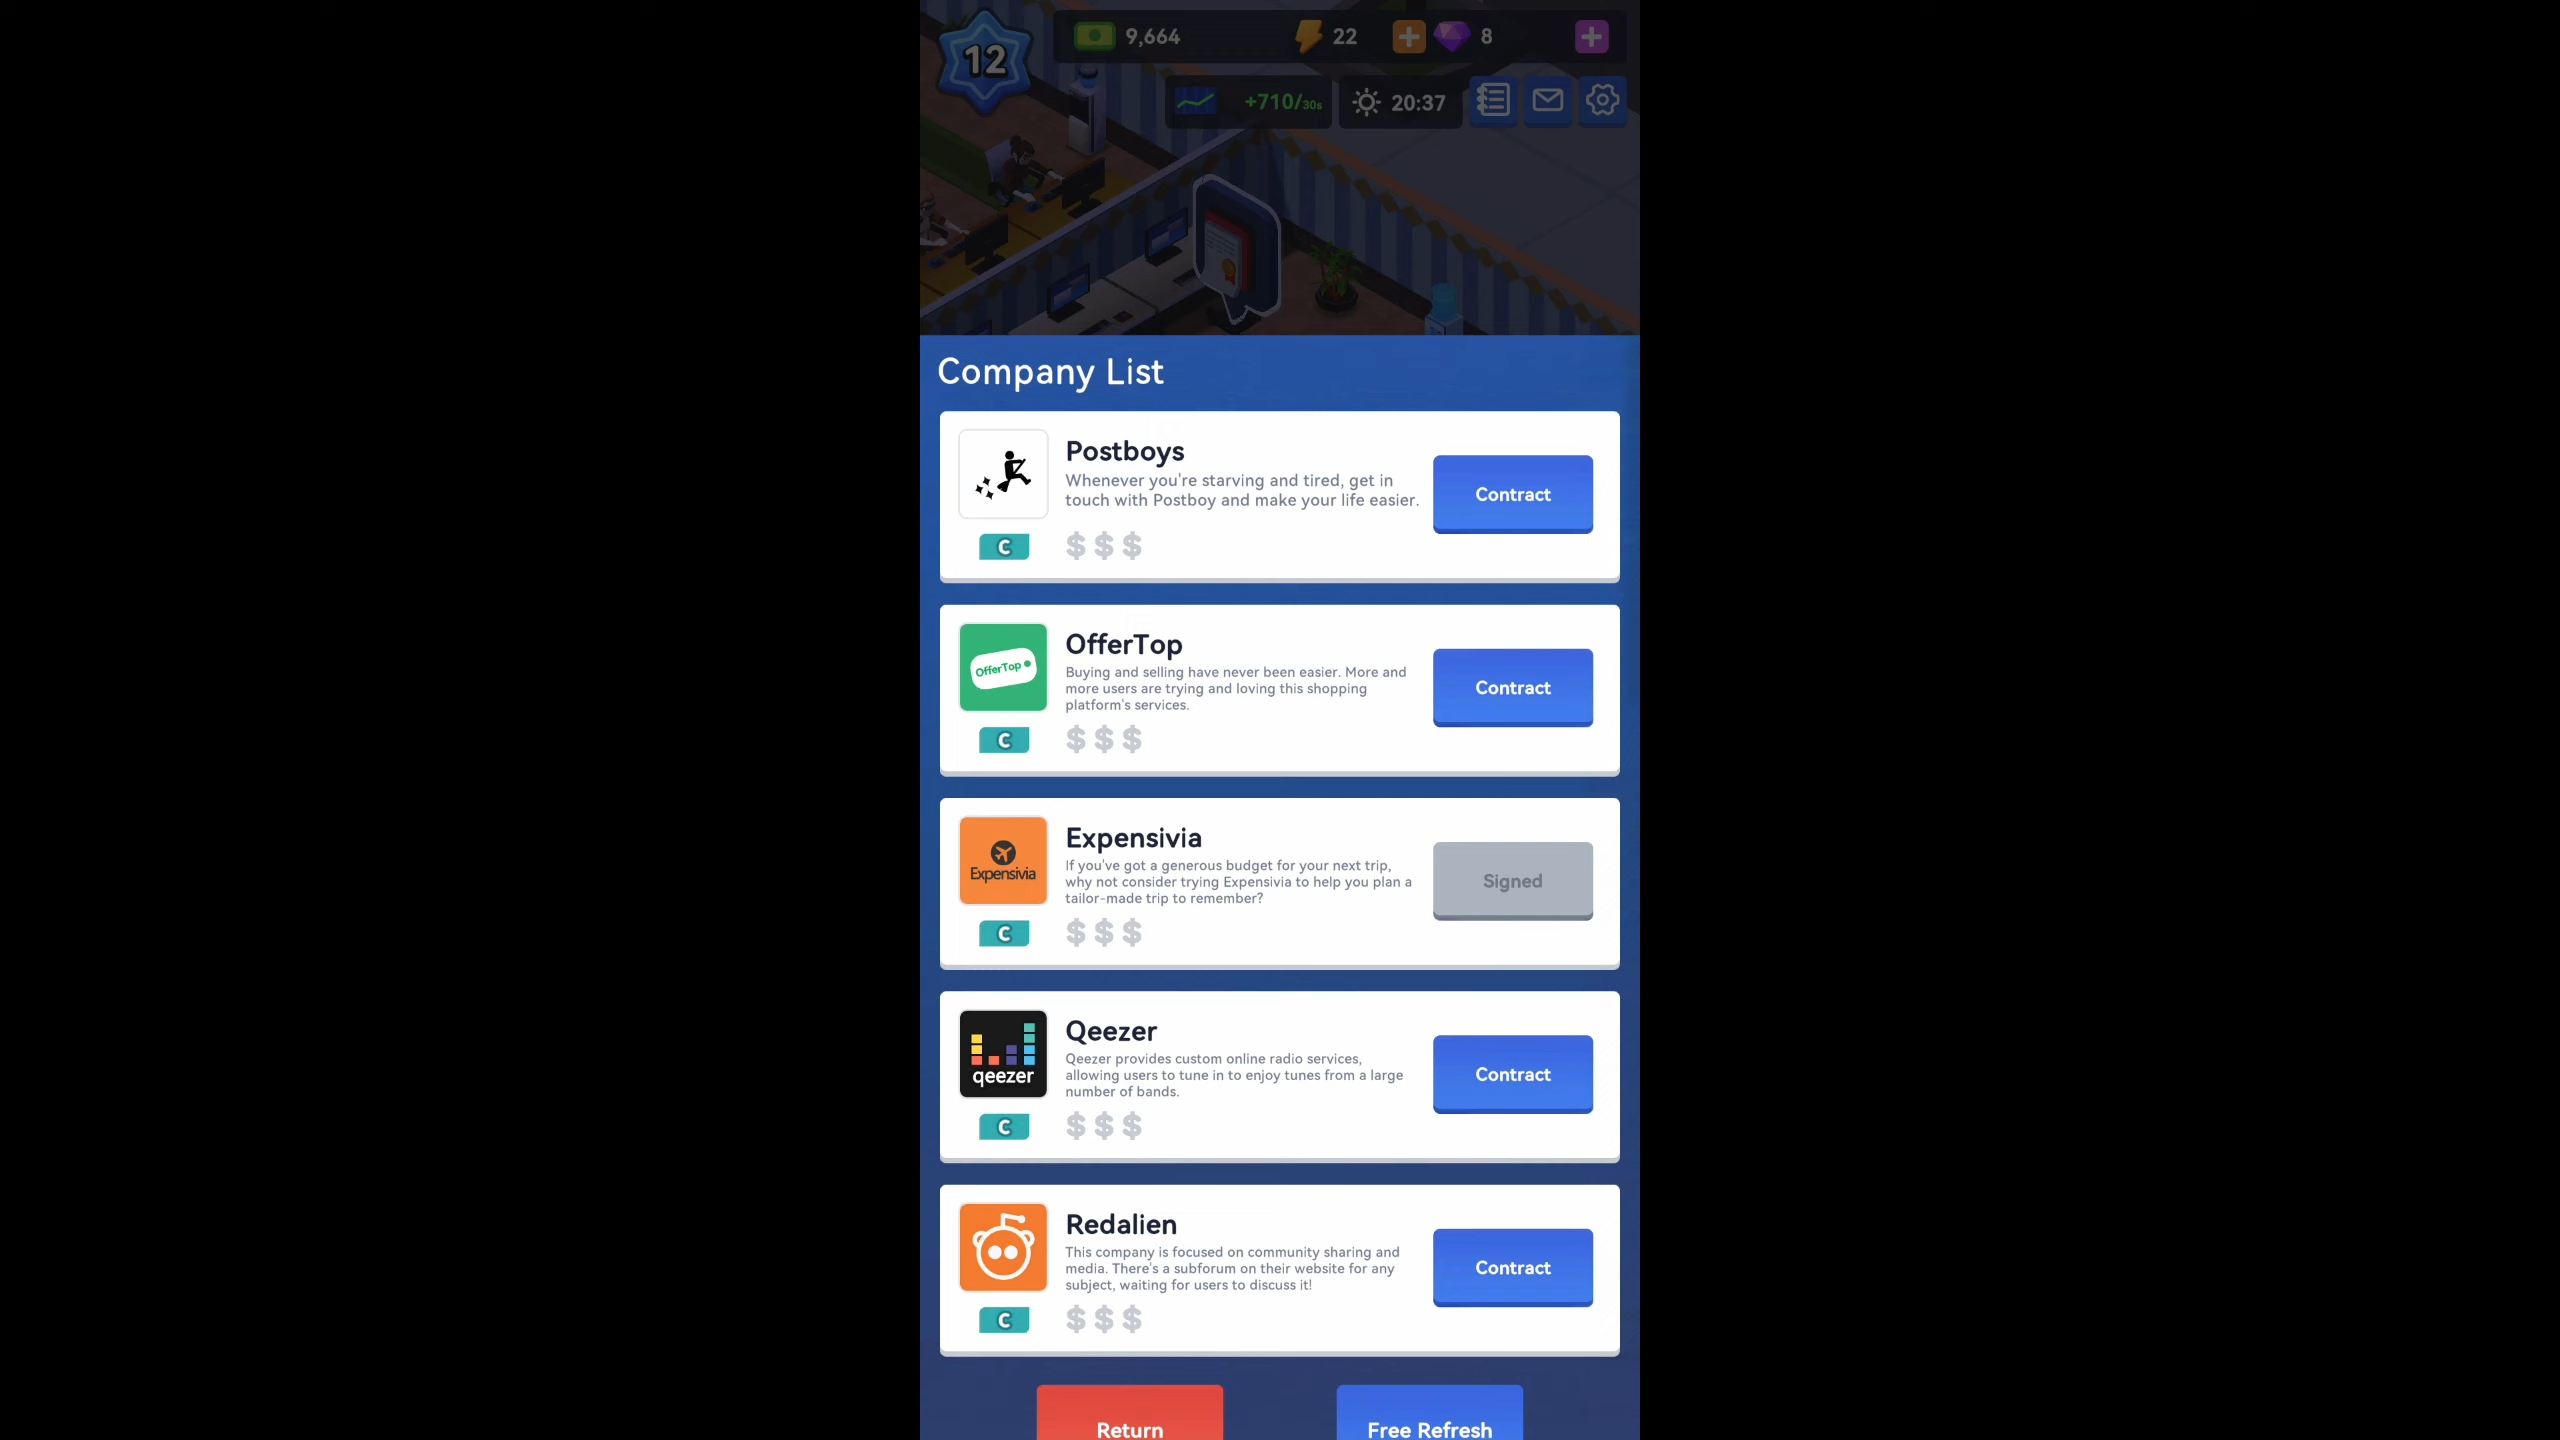 12
9,664
22
8
+710/30s
20:37
Company List
Postboys
Whenever you're starving and tired, get in
touch with Postboy and make your life easier.
Contract
C
$ $ $
OfferTop
OfferTop
Buying and selling have never been easier. More and
more users are trying and loving this shopping
platform's services.
Contract
C
$ $ $
Expensivia
Expensivia
If you've got a generous budget for your next trip,
why not consider trying Expensivia to help you plan a
tailor-made trip to remember?
Signed
C
$ $ $
qeezer
Qeezer
Qeezer provides custom online radio services,
allowing users to tune in to enjoy tunes from a large
number of bands.
Contract
C
$ $ $
Redalien
This company is focused on community sharing and
media. There's a subforum on their website for any
subject, waiting for users to discuss it!
Contract
C
$ $ $
Return
Free Refresh